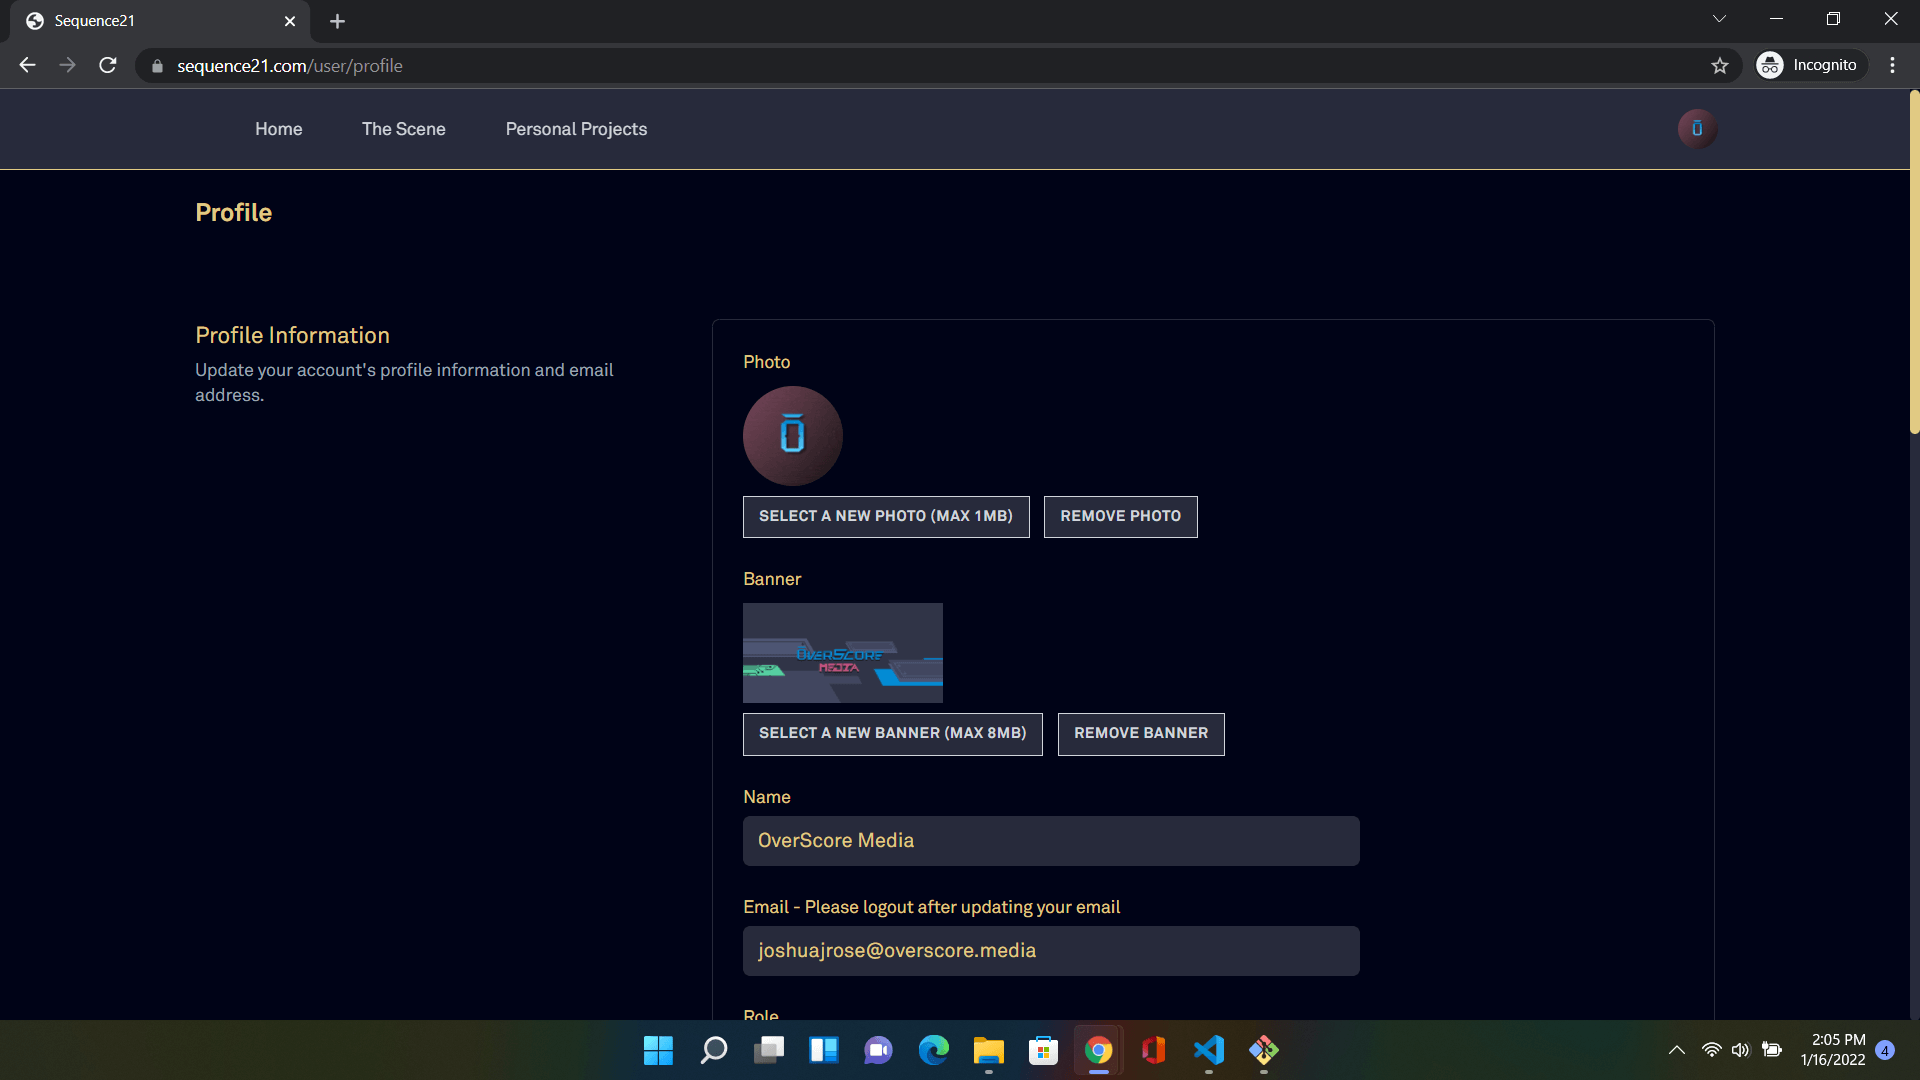 Sequence21
sequence21.com/user/profile
Incognito
Home
The Scene
Personal Projects
Profile
Profile Information
Update your account's profile information and email
address.
Photo
SELECT A NEW PHOTO (MAX 1MB)
REMOVE PHOTO
Banner
OVERSCORE
MEDIA
SELECT A NEW BANNER (MAX 8MB)
REMOVE BANNER
Name
OverScore Media
Email - Please logout after updating your email
joshuajrose@overscore.media
Role
2:05 PM
1/16/2022
4